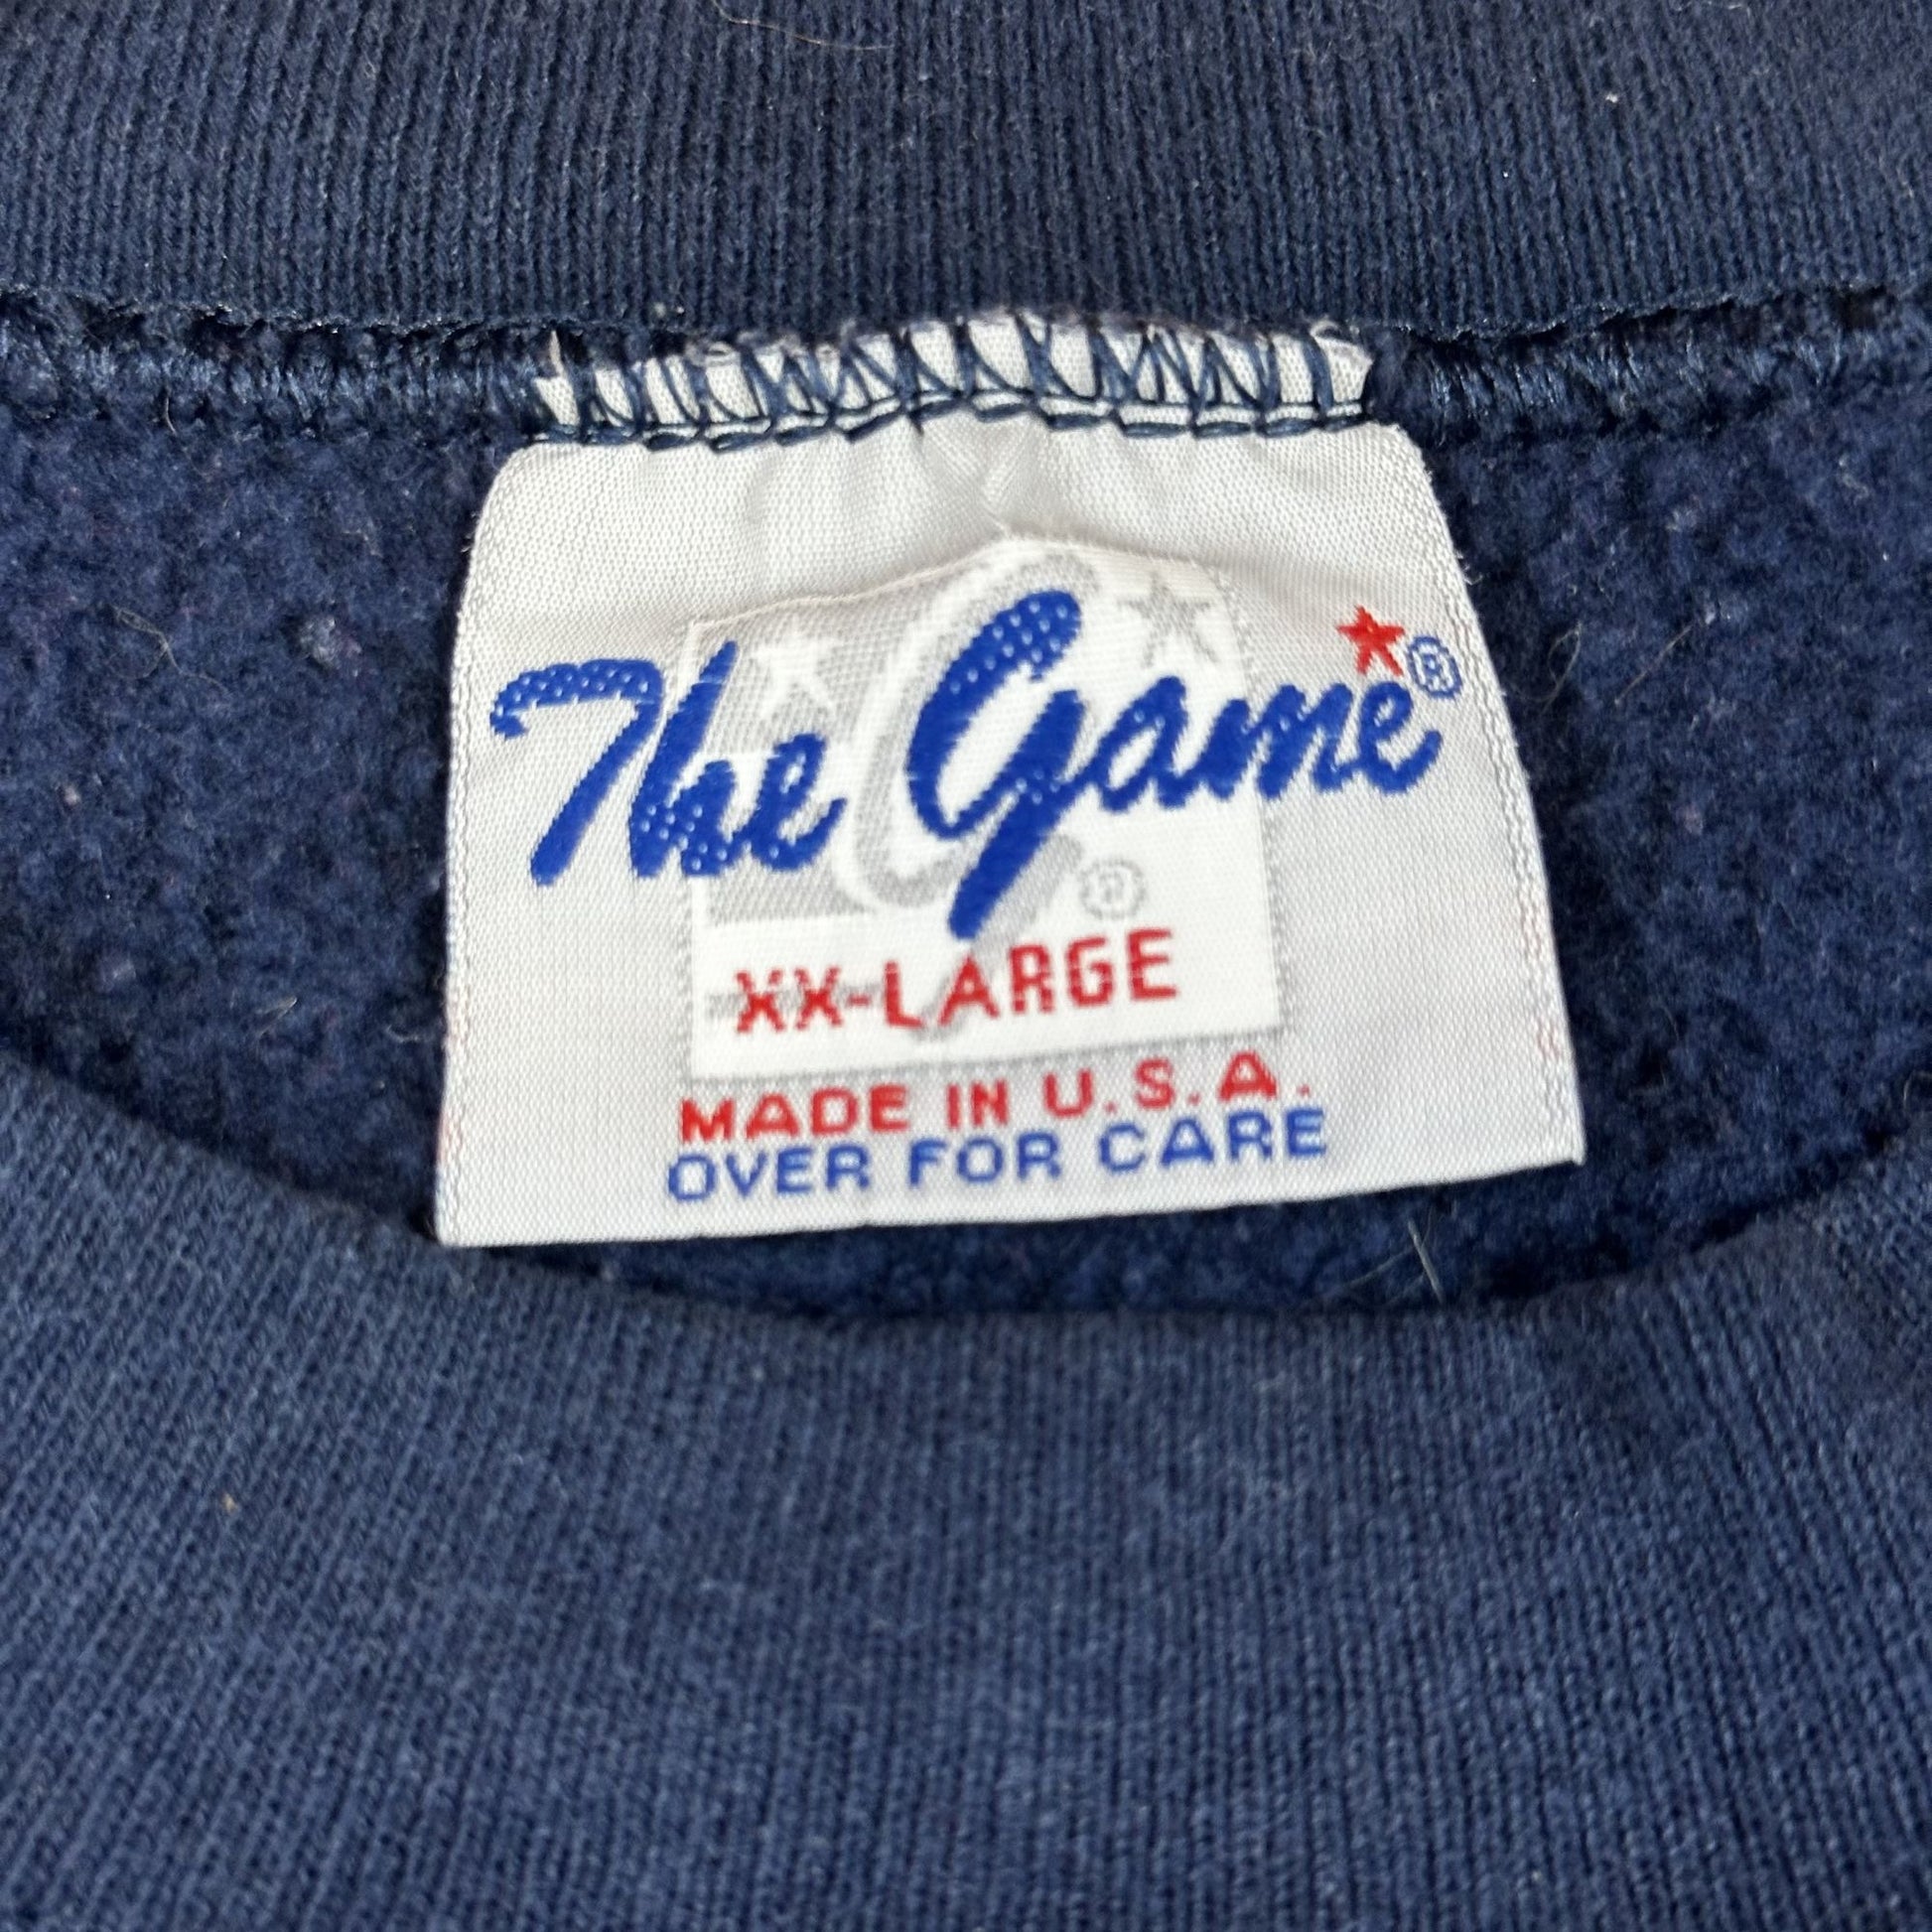 The Game®
®
XX-LARGE
MADE IN U.S.A.
OVER FOR CARE